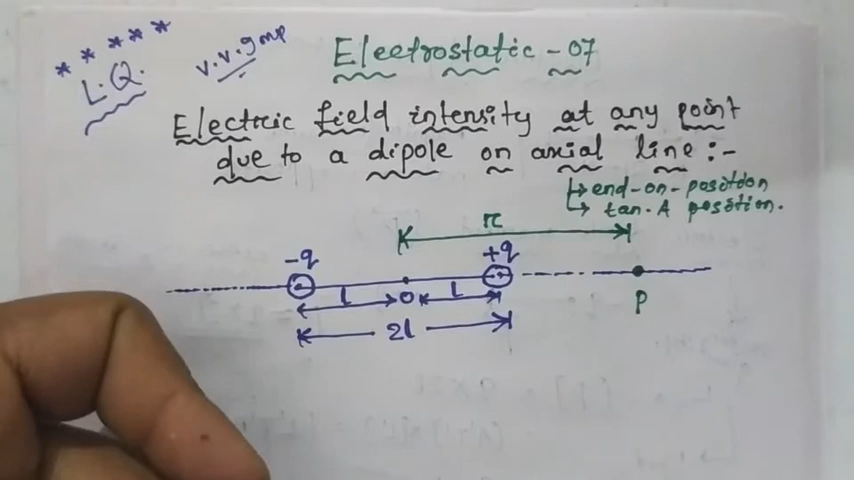 * * * * *
L.Q.
v.v.gmp
Electrostatic - 07
Electric field intensity at any point
due to a dipole on axial line :-
→ end-on-position
→ tan.A position.
r
-q
+q
l
O
l
P
2l